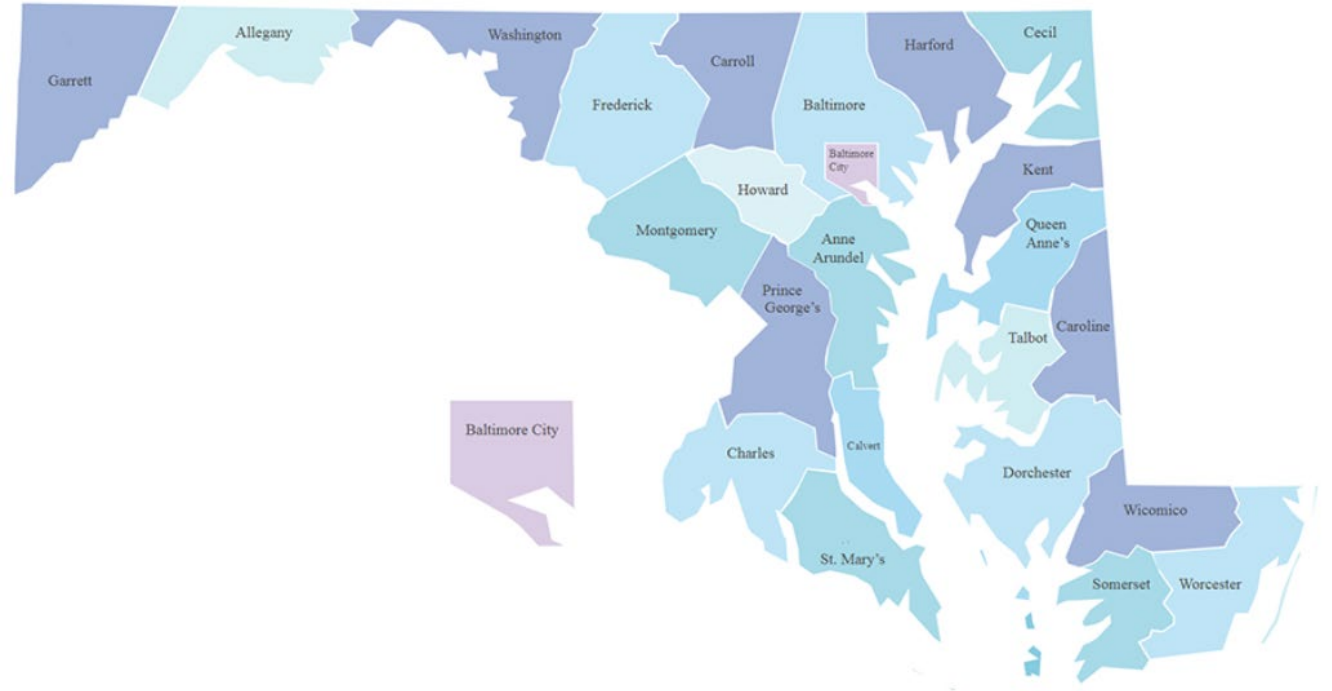 Garrett
Allegany
Washington
Frederick
Carroll
Baltimore
Baltimore
City
Harford
Cecil
Kent
Howard
Montgomery
Anne
Arundel
Queen
Anne's
Prince
George's
Talbot
Caroline
Baltimore City
Charles
Calvert
Dorchester
Wicomico
St. Mary's
Somerset
Worcester